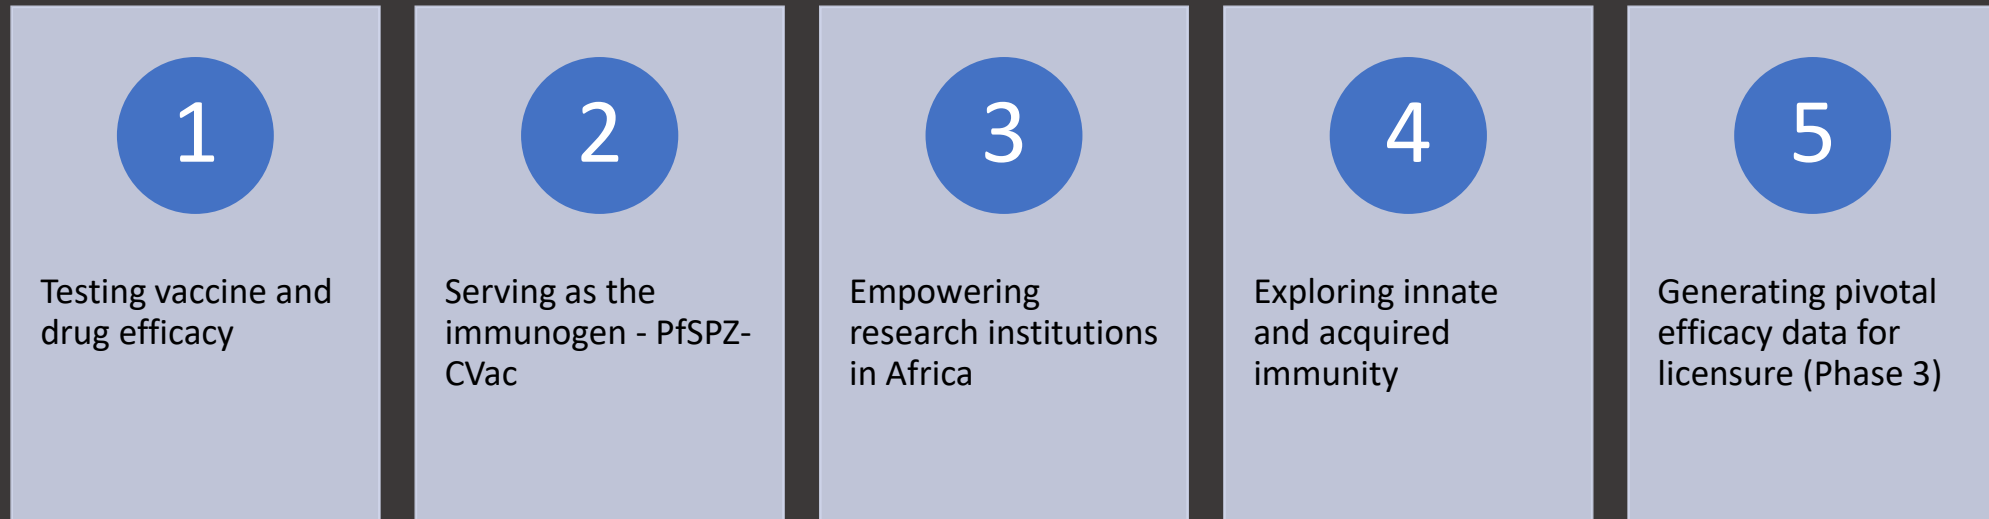 1
Testing vaccine and
drug efficacy
2
Serving as the
immunogen - PfSPZ-
CVac
3
Empowering
research institutions
in Africa
4
Exploring innate
and acquired
immunity
5
Generating pivotal
efficacy data for
licensure (Phase 3)